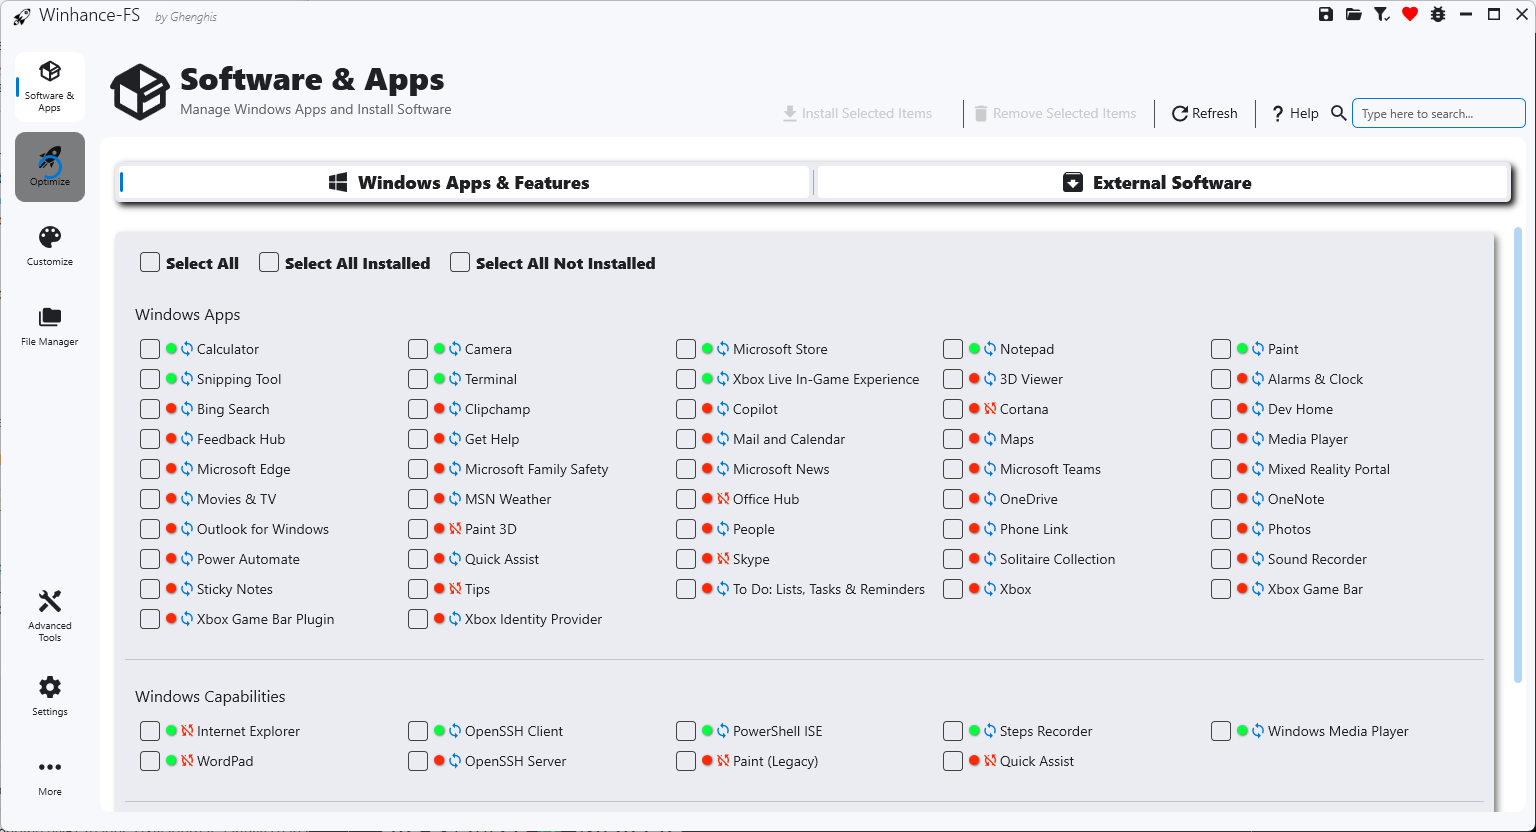 Winhance-FS by Ghenghis
Software & Apps
Manage Windows Apps and Install Software
Install Selected Items
Remove Selected Items
Refresh
? Help
Type here to search...
Software &
Apps
Optimize
Customize
File Manager
Advanced
Tools
Settings
More
Windows Apps & Features
External Software
Select All Select All Installed Select All Not Installed
Windows Apps
Calculator Camera Microsoft Store Notepad Paint
Snipping Tool Terminal Xbox Live In-Game Experience 3D Viewer Alarms & Clock
Bing Search Clipchamp Copilot Cortana Dev Home
Feedback Hub Get Help Mail and Calendar Maps Media Player
Microsoft Edge Microsoft Family Safety Microsoft News Microsoft Teams Mixed Reality Portal
Movies & TV MSN Weather Office Hub OneDrive OneNote
Outlook for Windows Paint 3D People Phone Link Photos
Power Automate Quick Assist Skype Solitaire Collection Sound Recorder
Sticky Notes Tips To Do: Lists, Tasks & Reminders Xbox Xbox Game Bar
Xbox Game Bar Plugin Xbox Identity Provider
Windows Capabilities
Internet Explorer OpenSSH Client PowerShell ISE Steps Recorder Windows Media Player
WordPad OpenSSH Server Paint (Legacy) Quick Assist